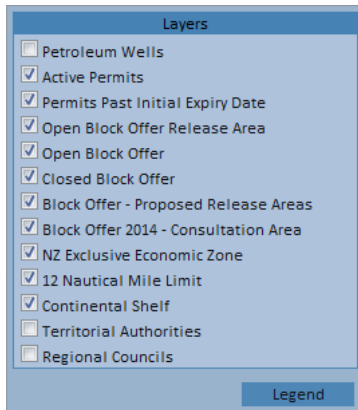 Layers
Petroleum Wells
Active Permits
Permits Past Initial Expiry Date
Open Block Offer Release Area
Open Block Offer
Closed Block Offer
Block Offer - Proposed Release Areas
Block Offer 2014 - Consultation Area
NZ Exclusive Economic Zone
12 Nautical Mile Limit
Continental Shelf
Territorial Authorities
Regional Councils
Legend